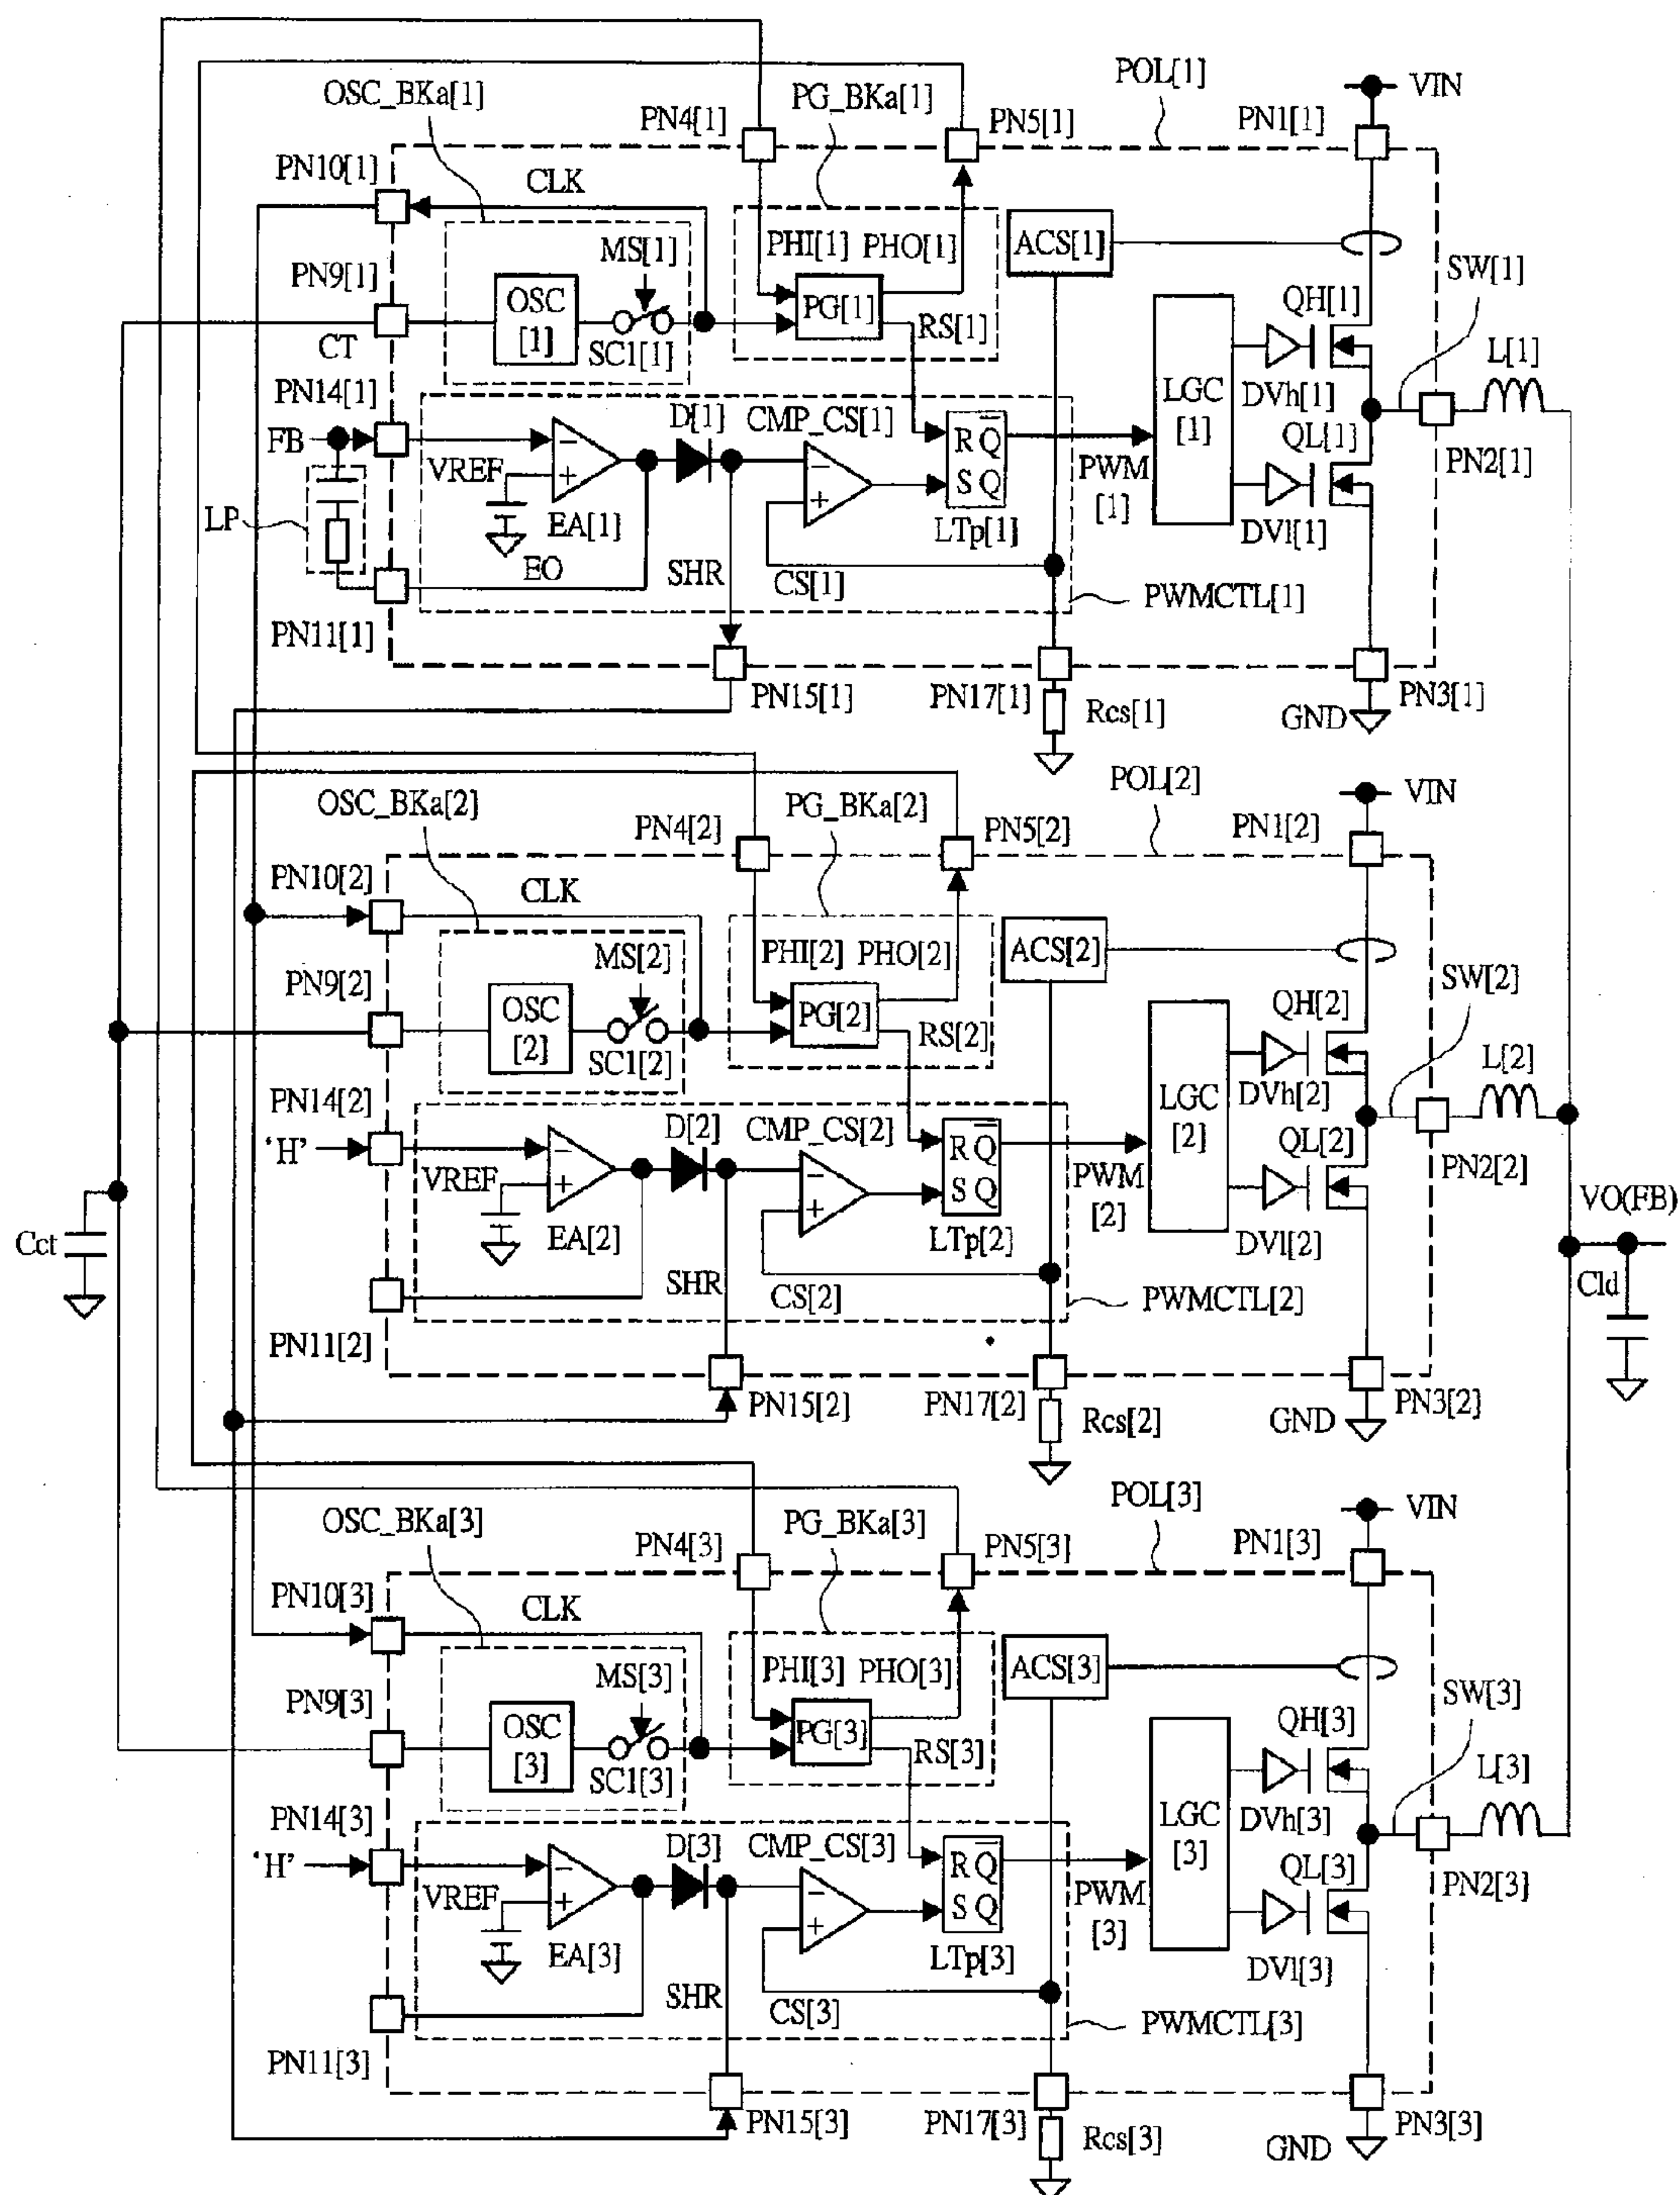 POL[1]
VIN
OSC_BKa[1]
PG_BKa[1]
PN4[1]
PN5[1]
PN1[1]
PN10[1]
CLK
MS[1]
PHI[1]
PHO[1]
ACS[1]
PN9[1]
SW[1]
OSC
[1]
PG[1]
QH[1]
CT
SC1[1]
RS[1]
L[1]
PN14[1]
LGC
[1]
DVh[1]
FB
D[1]
CMP_CS[1]
QL[1]
VREF
R Q
S Q
PWM
[1]
PN2[1]
LP
EA[1]
LTp[1]
DVl[1]
EO
SHR
CS[1]
PWMCTL[1]
PN11[1]
PN15[1]
PN17[1]
Rcs[1]
PN3[1]
GND
POL[2]
VIN
OSC_BKa[2]
PG_BKa[2]
PN4[2]
PN5[2]
PN1[2]
PN10[2]
CLK
MS[2]
PHI[2]
PHO[2]
ACS[2]
PN9[2]
SW[2]
OSC
[2]
PG[2]
QH[2]
SC1[2]
RS[2]
L[2]
PN14[2]
LGC
[2]
DVh[2]
'H'
D[2]
CMP_CS[2]
QL[2]
VREF
R Q
S Q
PWM
[2]
PN2[2]
VO(FB)
Cct
EA[2]
LTp[2]
DVl[2]
SHR
CS[2]
PWMCTL[2]
Cld
PN11[2]
PN15[2]
PN17[2]
Rcs[2]
PN3[2]
GND
POL[3]
VIN
OSC_BKa[3]
PG_BKa[3]
PN4[3]
PN5[3]
PN1[3]
PN10[3]
CLK
MS[3]
PHI[3]
PHO[3]
ACS[3]
PN9[3]
SW[3]
OSC
[3]
PG[3]
QH[3]
SC1[3]
RS[3]
L[3]
PN14[3]
LGC
[3]
DVh[3]
'H'
D[3]
CMP_CS[3]
QL[3]
VREF
R Q
S Q
PWM
[3]
PN2[3]
EA[3]
LTp[3]
DVl[3]
SHR
CS[3]
PWMCTL[3]
PN11[3]
PN15[3]
PN17[3]
Rcs[3]
PN3[3]
GND